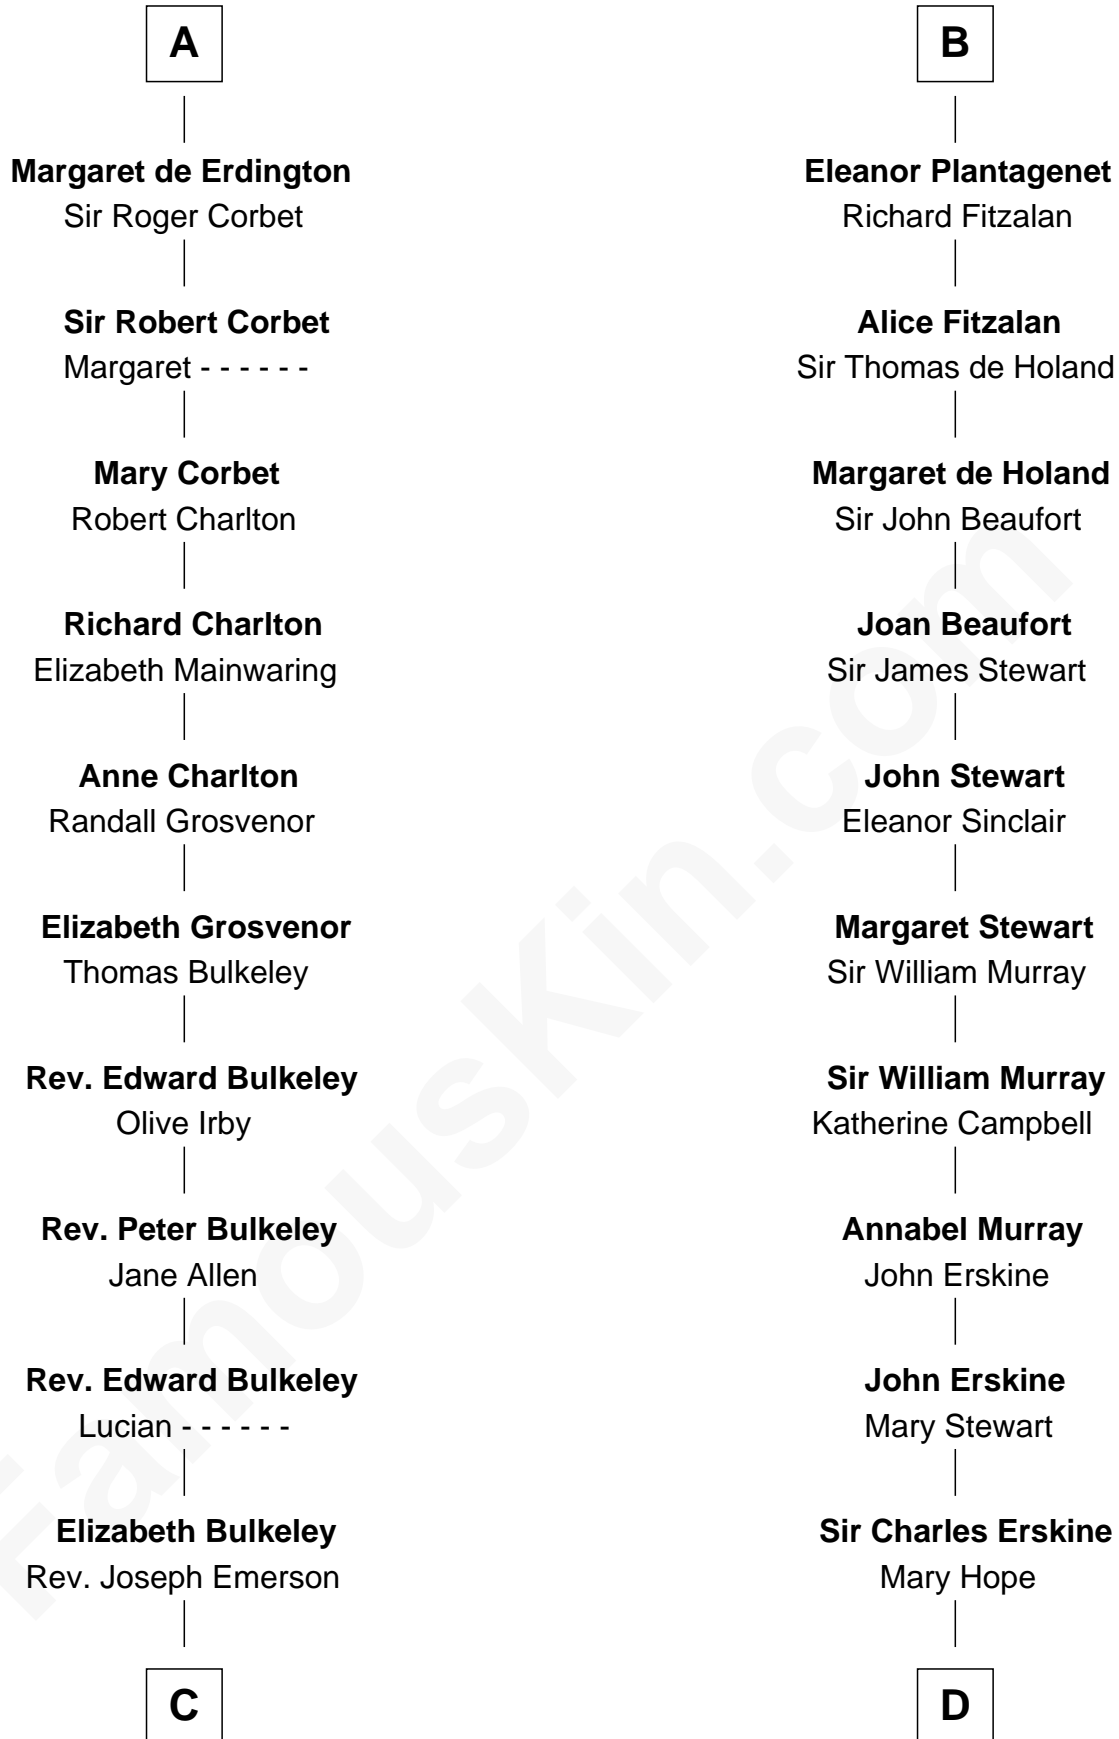 A
Margaret de Erdington
Sir Roger Corbet
Sir Robert Corbet
Margaret - - - - - -
Mary Corbet
Robert Charlton
Richard Charlton
Elizabeth Mainwaring
Anne Charlton
Randall Grosvenor
Elizabeth Grosvenor
Thomas Bulkeley
Rev. Edward Bulkeley
Olive Irby
Rev. Peter Bulkeley
Jane Allen
Rev. Edward Bulkeley
Lucian - - - - - -
Elizabeth Bulkeley
Rev. Joseph Emerson
C
B
Eleanor Plantagenet
Richard Fitzalan
Alice Fitzalan
Sir Thomas de Holand
Margaret de Holand
Sir John Beaufort
Joan Beaufort
Sir James Stewart
John Stewart
Eleanor Sinclair
Margaret Stewart
Sir William Murray
Sir William Murray
Katherine Campbell
Annabel Murray
John Erskine
John Erskine
Mary Stewart
Sir Charles Erskine
Mary Hope
D
FamousKin.com